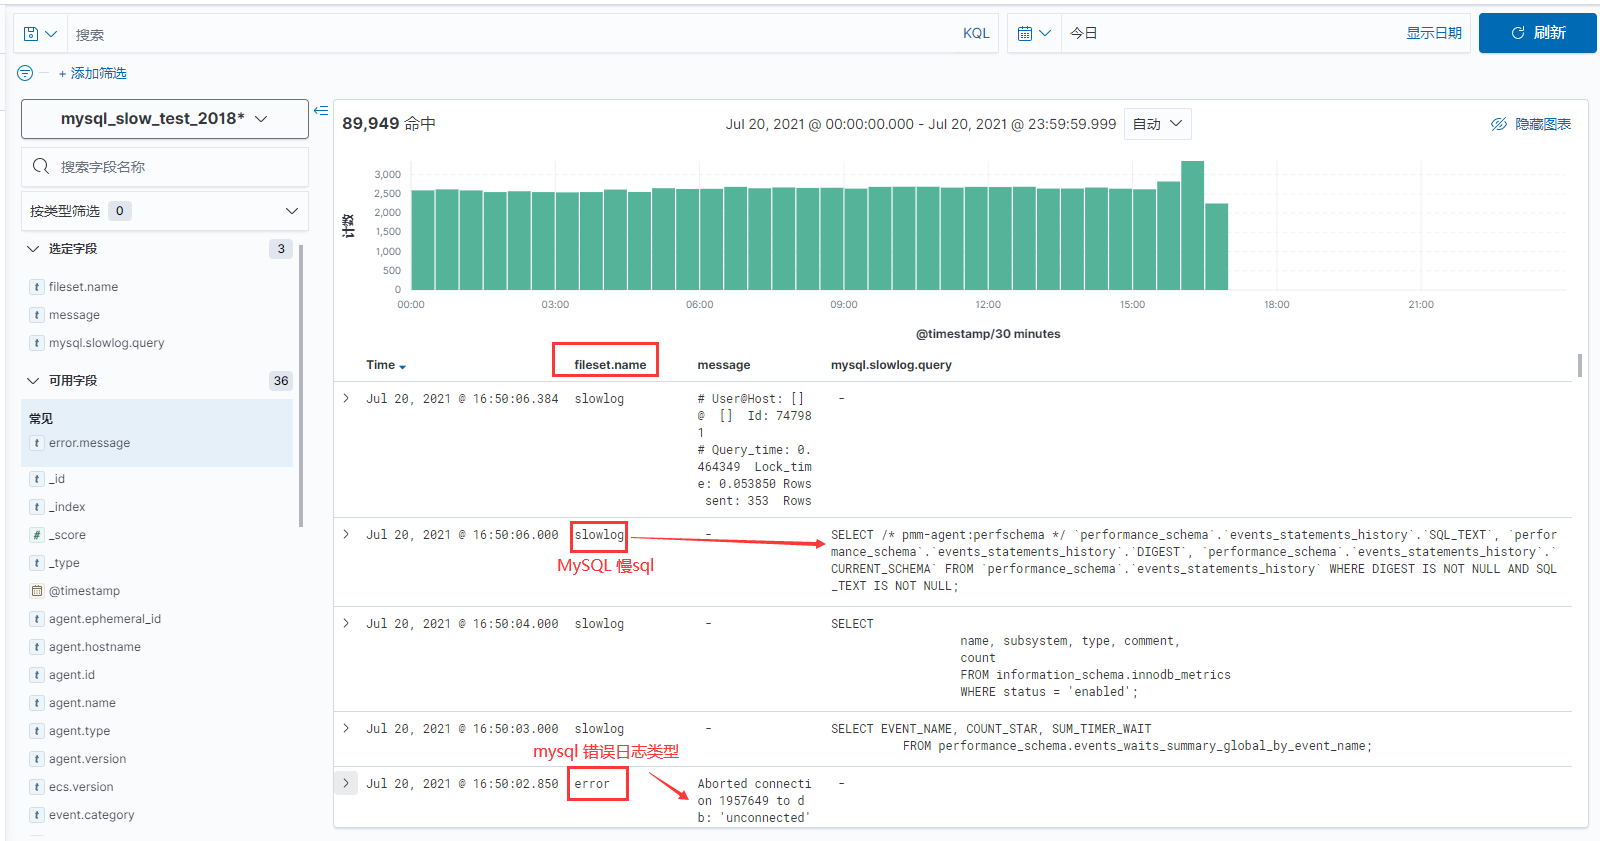 搜索
KQL
今日
显示日期
刷新
+ 添加筛选
mysql_slow_test_2018*
搜索字段名称
按类型筛选 0
选定字段 3
t fileset.name
t message
t mysql.slowlog.query
可用字段 36
常见
t error.message
t _id
t _index
# _score
t _type
@timestamp
t agent.ephemeral_id
t agent.hostname
t agent.id
t agent.name
t agent.type
t agent.version
t ecs.version
t event.category
89,949 命中
Jul 20, 2021 @ 00:00:00.000 - Jul 20, 2021 @ 23:59:59.999
自动
隐藏图表
计数
3,000
2,500
2,000
1,500
1,000
500
0
00:00 03:00 06:00 09:00 12:00 15:00 18:00 21:00
@timestamp/30 minutes
Time fileset.name message mysql.slowlog.query
Jul 20, 2021 @ 16:50:06.384 slowlog
# User@Host: []
@  []  Id: 74798
1
# Query_time: 0.
464349  Lock_tim
e: 0.053850 Rows
sent: 353  Rows
-
Jul 20, 2021 @ 16:50:06.000 slowlog -
SELECT /* pmm-agent:perfschema */ `performance_schema`.`events_statements_history`.`SQL_TEXT`, `perfor
mance_schema`.`events_statements_history`.`DIGEST`, `performance_schema`.`events_statements_history`.`
CURRENT_SCHEMA` FROM `performance_schema`.`events_statements_history` WHERE DIGEST IS NOT NULL AND SQL
_TEXT IS NOT NULL;
MySQL 慢sql
Jul 20, 2021 @ 16:50:04.000 slowlog -
SELECT
name, subsystem, type, comment,
count
FROM information_schema.innodb_metrics
WHERE status = 'enabled';
Jul 20, 2021 @ 16:50:03.000 slowlog -
SELECT EVENT_NAME, COUNT_STAR, SUM_TIMER_WAIT
FROM performance_schema.events_waits_summary_global_by_event_name;
mysql 错误日志类型
Jul 20, 2021 @ 16:50:02.850 error
Aborted connecti
on 1957649 to d
b: 'unconnected'
-